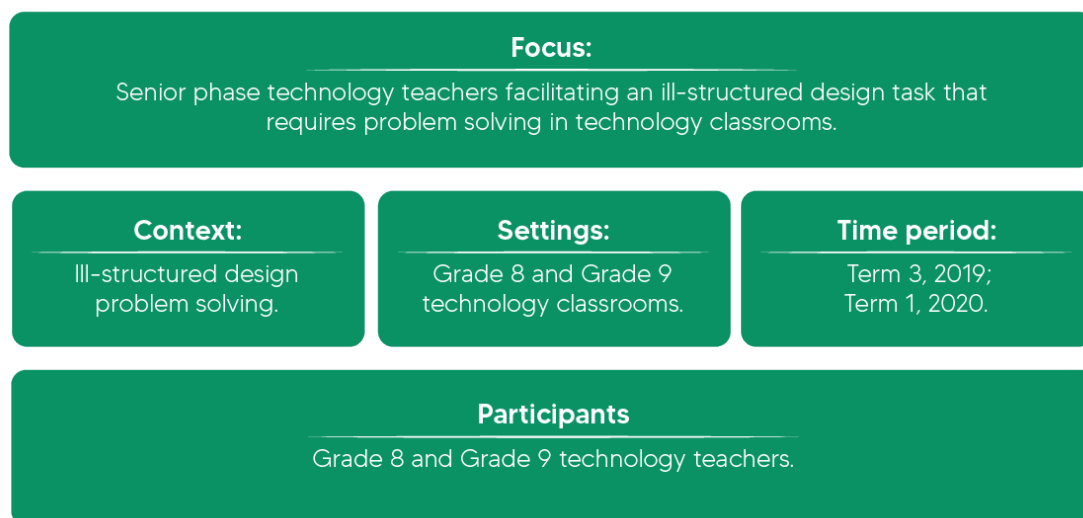 Focus:
Senior phase technology teachers facilitating an ill-structured design task that
requires problem solving in technology classrooms.
Context:
Ill-structured design
problem solving.
Settings:
Grade 8 and Grade 9
technology classrooms.
Time period:
Term 3, 2019;
Term 1, 2020.
Participants
Grade 8 and Grade 9 technology teachers.